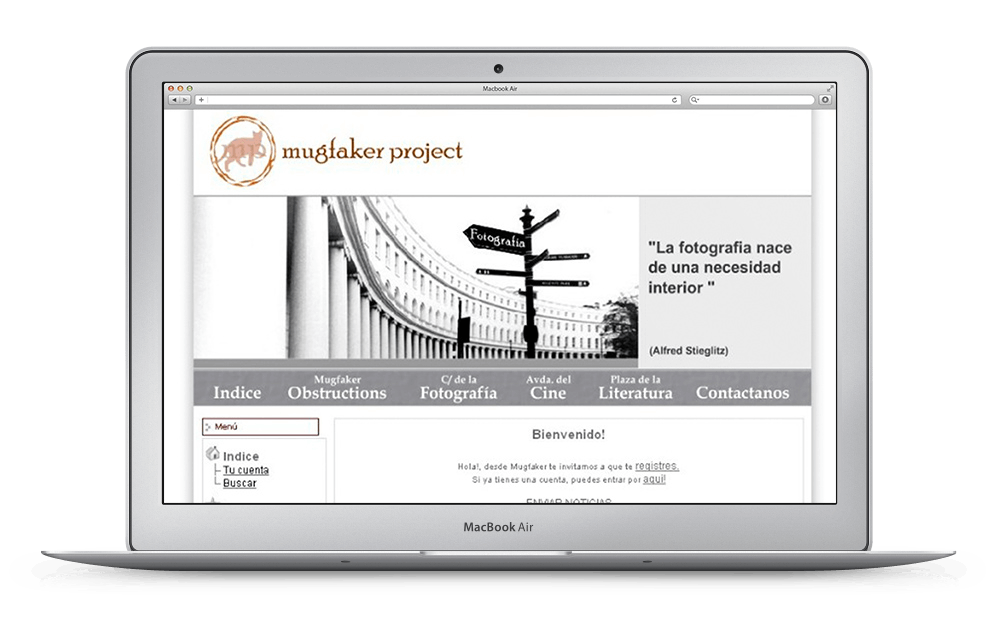 Macbook Air
mp
mugfaker project
Fotografía
"La fotografia nace
de una necesidad
interior "
(Alfred Stieglitz)
Indice
Mugfaker
Obstructions
C/ de la
Fotografía
Avda. del
Cine
Plaza de la
Literatura
Contactanos
Menú
Indice
Tu cuenta
Buscar
Bienvenido!
Hola!, desde Mugfaker te invitamos a que te registres.
Si ya tienes una cuenta, puedes entrar por aqui!
ENVIAR NOTICIAS
MacBook Air